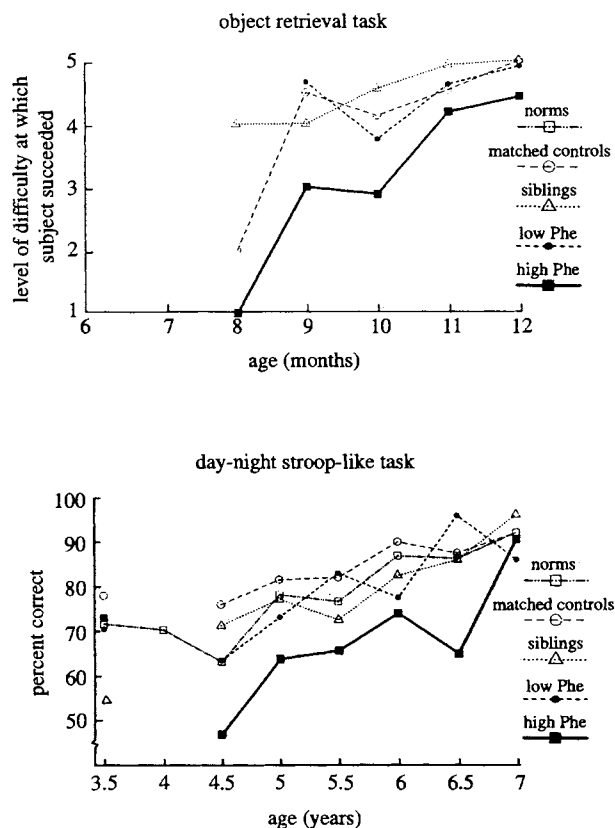 object retrieval task
level of difficulty at which
subject succeeded
5
4
3
2
1
6
7
8
9
10
11
12
age (months)
norms
matched controls
siblings
low Phe
high Phe
day-night stroop-like task
percent correct
100
90
80
70
60
50
3.5
4
4.5
5
5.5
6
6.5
7
age (years)
norms
matched controls
siblings
low Phe
high Phe